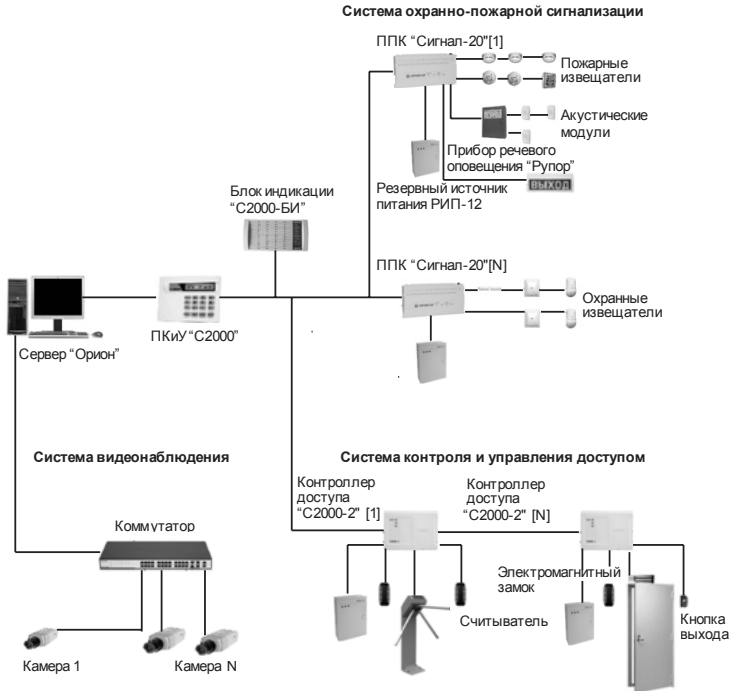 Система охранно-пожарной сигнализации
ППК “Сигнал-20"[1]
Пожарные
извещатели
Акустические
модули
Прибор речевого
оповещения “Рупор”
ВЫХОД
Резервный источник
питания РИП-12
Блок индикации
“С2000-БИ”
ППК “Сигнал-20"[N]
Охранные
извещатели
ПКиУ “С2000”
Сервер “Орион”
Система видеонаблюдения
Система контроля и управления доступом
Контроллер
доступа
“С2000-2" [1]
Контроллер
доступа
“С2000-2" [N]
Коммутатор
Электромагнитный
замок
Считыватель
Кнопка
выхода
Камера 1
Камера N